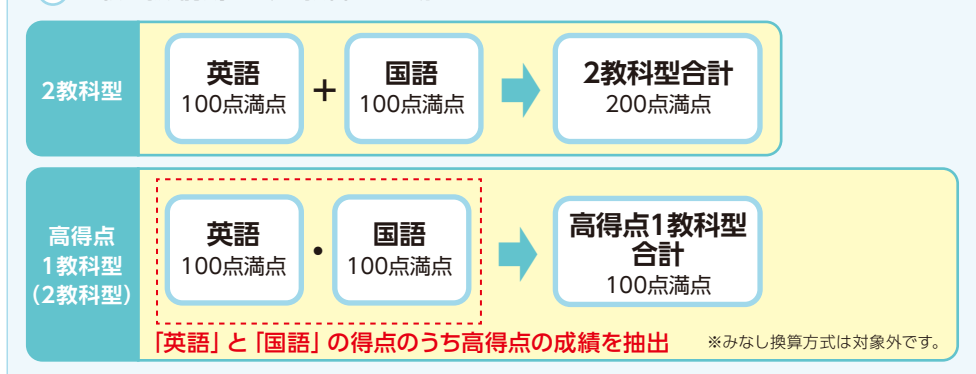 2教科型
英語
100点満点
+
国語
100点満点
2教科型合計
200点満点
高得点
1教科型
(2教科型)
英語
100点満点
・
国語
100点満点
高得点1教科型
合計
100点満点
「英語」と「国語」の得点のうち高得点の成績を抽出
※みなし換算方式は対象外です。